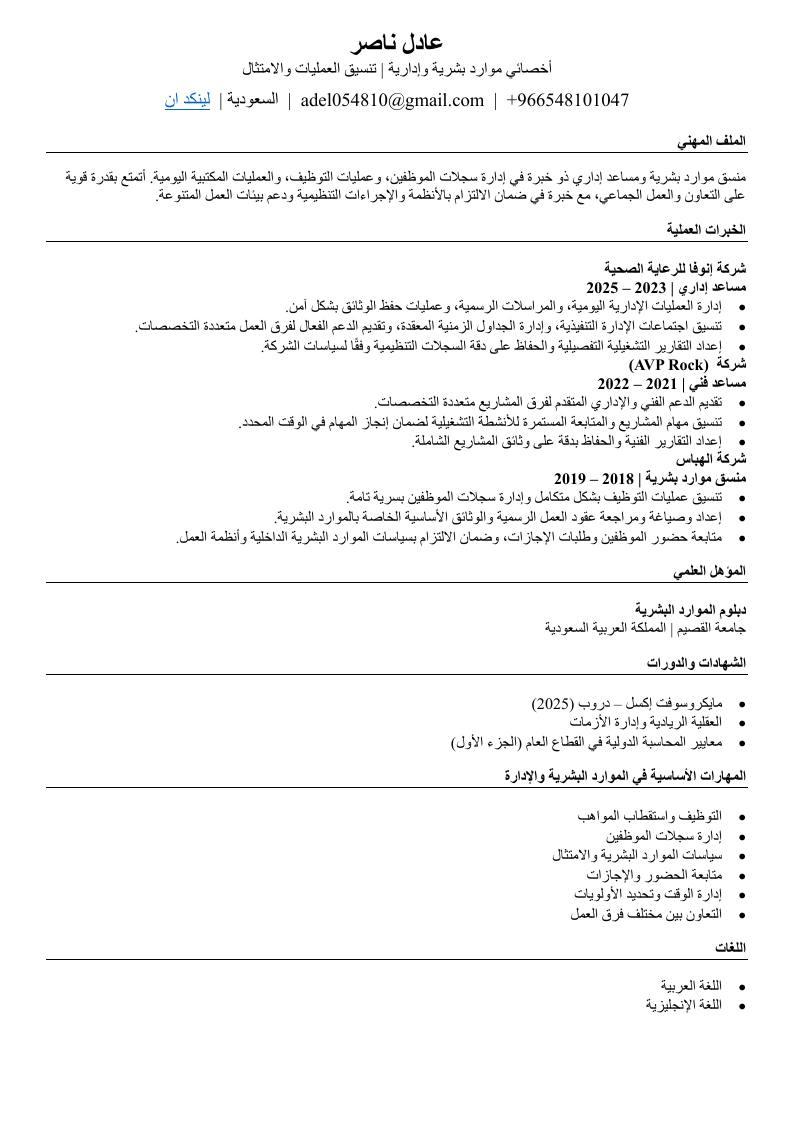 عادل ناصر
أخصائي موارد بشرية وإدارية | تنسيق العمليات والامتثال
+966548101047 | adel054810@gmail.com | السعودية | لينكد ان
الملف المهني
منسق موارد بشرية ومساعد إداري ذو خبرة في إدارة سجلات الموظفين، وعمليات التوظيف، والعمليات المكتبية اليومية. أتمتع بقدرة قوية
على التعاون والعمل الجماعي، مع خبرة في ضمان الالتزام بالأنظمة والإجراءات التنظيمية ودعم بيئات العمل المتنوعة.
الخبرات العملية
شركة إنوفا للرعاية الصحية
مساعد إداري | 2023 – 2025
● إدارة العمليات الإدارية اليومية، والمراسلات الرسمية، وعمليات حفظ الوثائق بشكل آمن.
● تنسيق اجتماعات الإدارة التنفيذية، وإدارة الجداول الزمنية المعقدة، وتقديم الدعم الفعال لفرق العمل متعددة التخصصات.
● إعداد التقارير التشغيلية التفصيلية والحفاظ على دقة السجلات التنظيمية وفقًا لسياسات الشركة.
شركة (AVP Rock)
مساعد فني | 2021 – 2022
● تقديم الدعم الفني والإداري المتقدم لفرق المشاريع متعددة التخصصات.
● تنسيق مهام المشاريع والمتابعة المستمرة للأنشطة التشغيلية لضمان إنجاز المهام في الوقت المحدد.
● إعداد التقارير الفنية والحفاظ بدقة على وثائق المشاريع الشاملة.
شركة الهباس
منسق موارد بشرية | 2018 – 2019
● تنسيق عمليات التوظيف بشكل متكامل وإدارة سجلات الموظفين بسرية تامة.
● إعداد وصياغة ومراجعة عقود العمل الرسمية والوثائق الأساسية الخاصة بالموارد البشرية.
● متابعة حضور الموظفين وطلبات الإجازات، وضمان الالتزام بسياسات الموارد البشرية الداخلية وأنظمة العمل.
المؤهل العلمي
دبلوم الموارد البشرية
جامعة القصيم | المملكة العربية السعودية
الشهادات والدورات
● مايكروسوفت إكسل – دروب (2025)
● العقلية الريادية وإدارة الأزمات
● معايير المحاسبة الدولية في القطاع العام (الجزء الأول)
المهارات الأساسية في الموارد البشرية والإدارة
● التوظيف واستقطاب المواهب
● إدارة سجلات الموظفين
● سياسات الموارد البشرية والامتثال
● متابعة الحضور والإجازات
● إدارة الوقت وتحديد الأولويات
● التعاون بين مختلف فرق العمل
اللغات
● اللغة العربية
● اللغة الإنجليزية